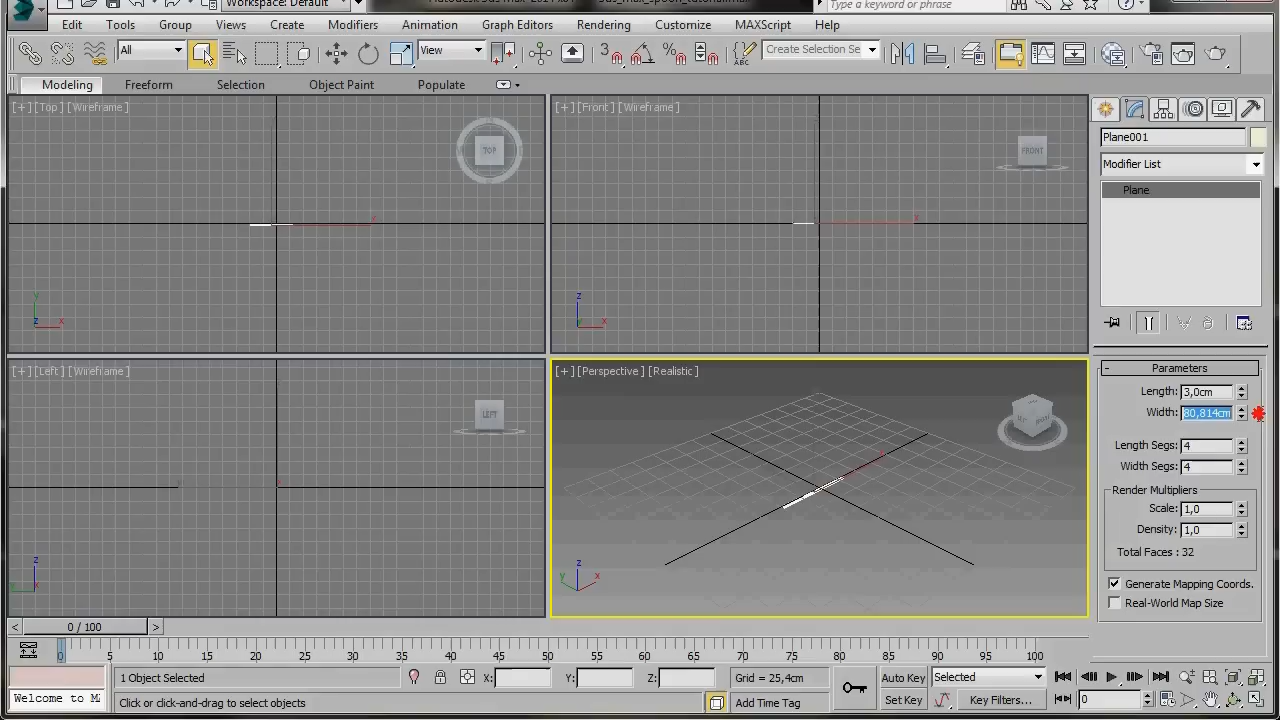 Workspace: Default
Type a keyword or phrase
Edit Tools Group Views Create Modifiers Animation Graph Editors Rendering Customize MAXScript Help
All View 3 Create Selection Se
Modeling Freeform Selection Object Paint Populate
[+] [Top] [Wireframe]
TOP
x
y
z x
[+] [Front] [Wireframe]
FRONT
x
z
x
[+] [Left] [Wireframe]
LEFT
z
y
[+] [Perspective] [Realistic]
z
y x
Plane001
Modifier List
Plane
- Parameters
Length: 3,0cm
Width: 80,814cm
Length Segs: 4
Width Segs: 4
Render Multipliers
Scale: 1,0
Density: 1,0
Total Faces : 32
Generate Mapping Coords.
Real-World Map Size
< 0 / 100 >
0 5 10 15 20 25 30 35 40 45 50 55 60 65 70 75 80 85 90 95 100
1 Object Selected X: Y: Z: Grid = 25,4cm Auto Key Selected
Welcome to M Click or click-and-drag to select objects Add Time Tag Set Key Key Filters... 0